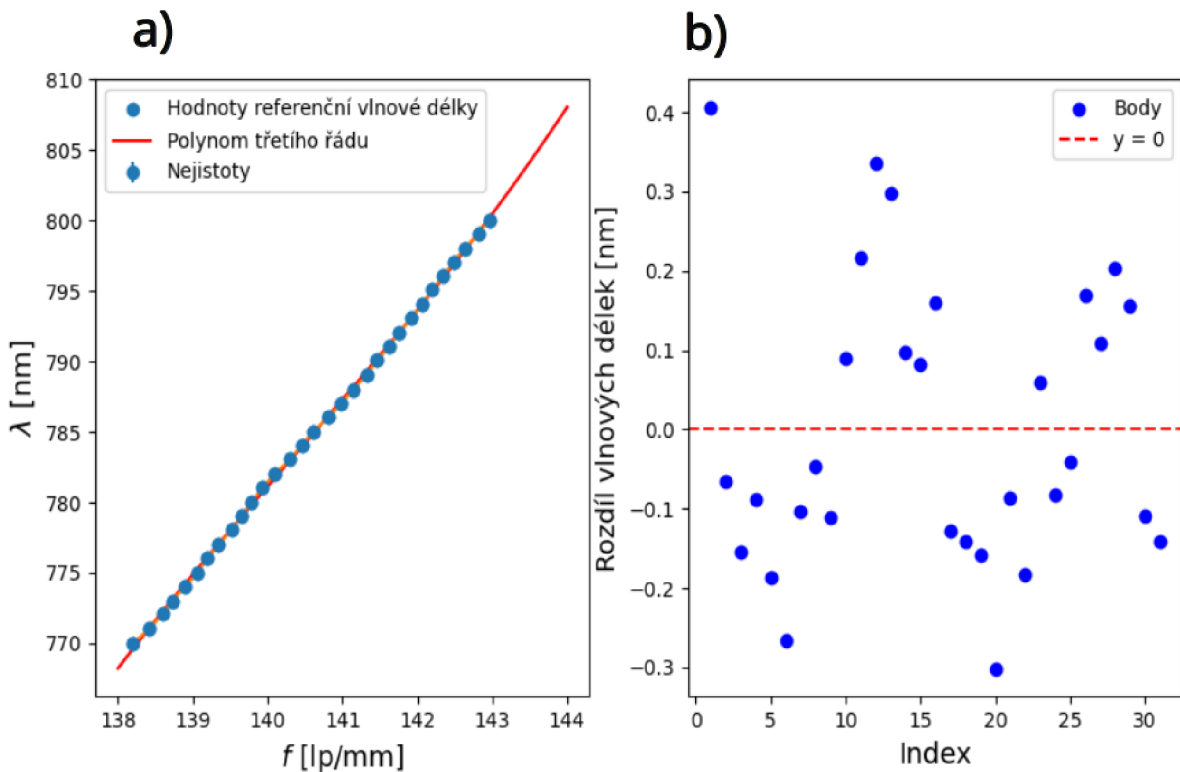 a)
810
805
800
795
790
785
780
775
770
λ [nm]
138
139
140
141
142
143
144
f [lp/mm]
Hodnoty referenční vlnové délky
Polynom třetího řádu
Nejistoty
b)
0.4
0.3
0.2
0.1
0.0
−0.1
−0.2
−0.3
Rozdíl vlnových délek [nm]
0
5
10
15
20
25
30
Index
Body
y = 0